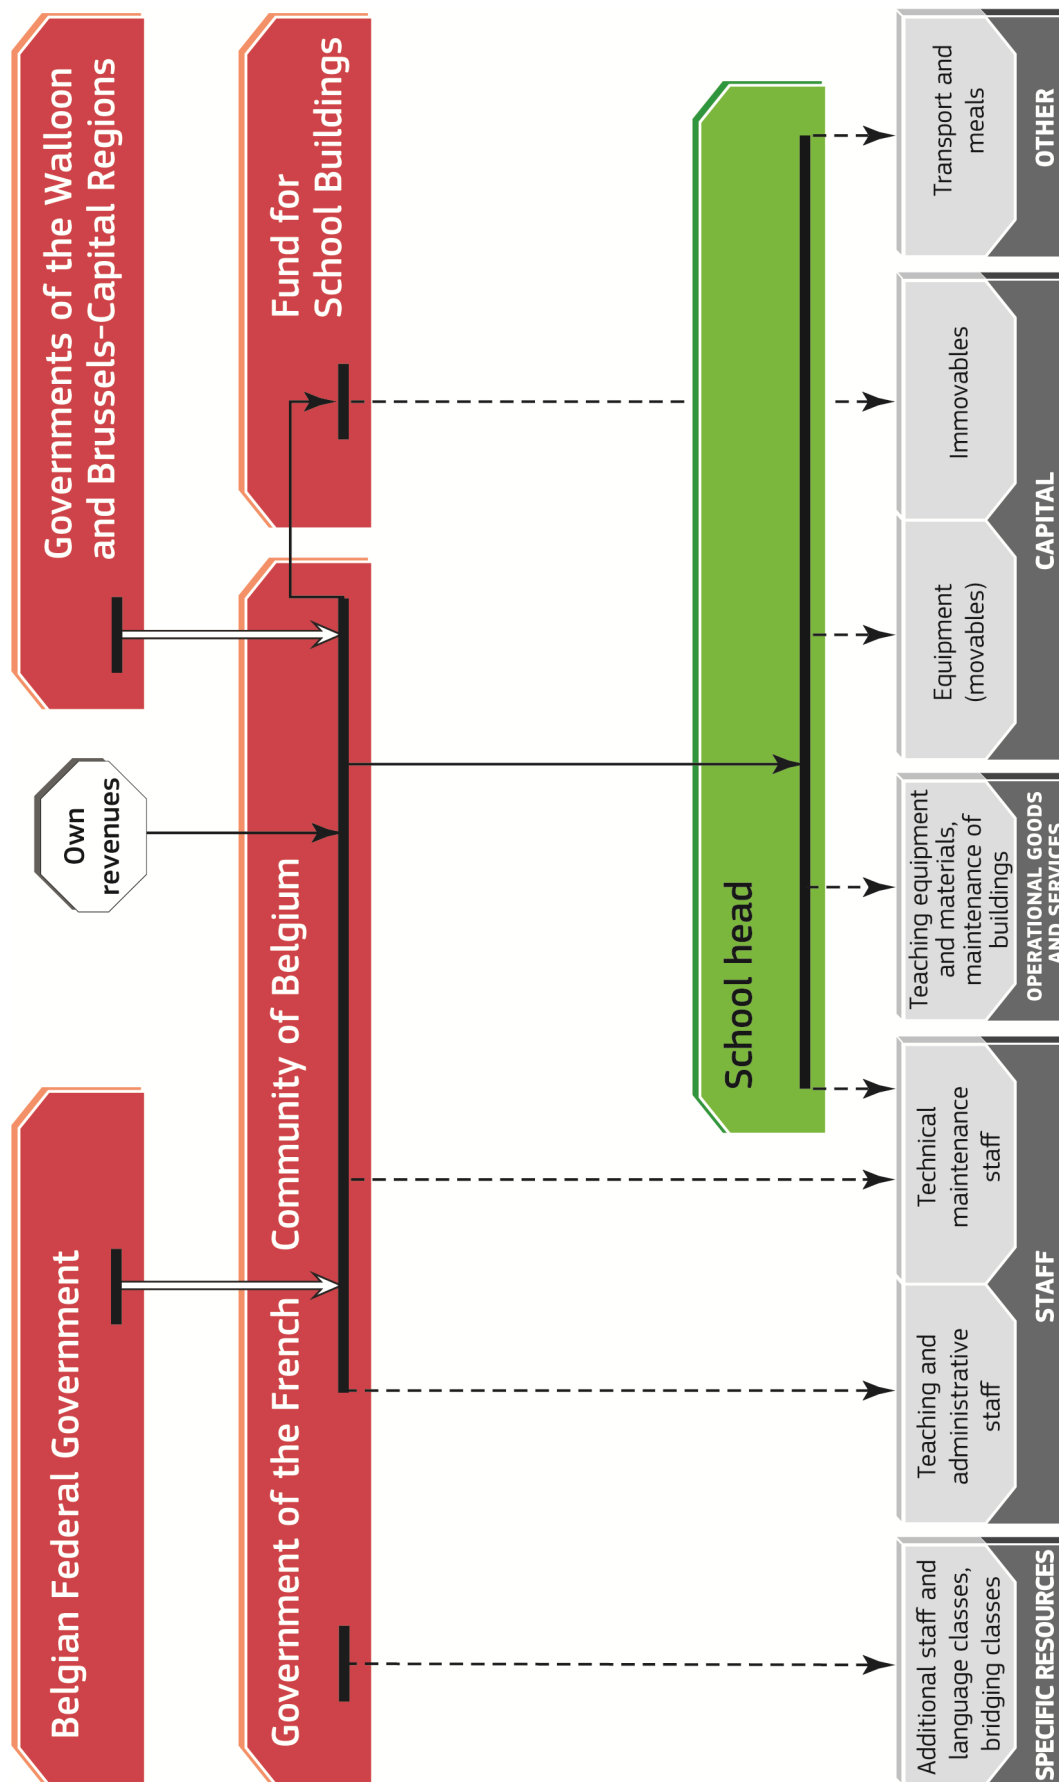 Belgian Federal Government
Own
revenues
Governments of the Walloon
and Brussels-Capital Regions
Government of the French Community of Belgium
Fund for
School Buildings
School head
Additional staff and
language classes,
bridging classes
Teaching and
administrative
staff
Technical
maintenance
staff
Teaching equipment
and materials,
maintenance of
buildings
Equipment
(movables)
Immovables
Transport and
meals
SPECIFIC RESOURCES
STAFF
OPERATIONAL GOODS
AND SERVICES
CAPITAL
OTHER